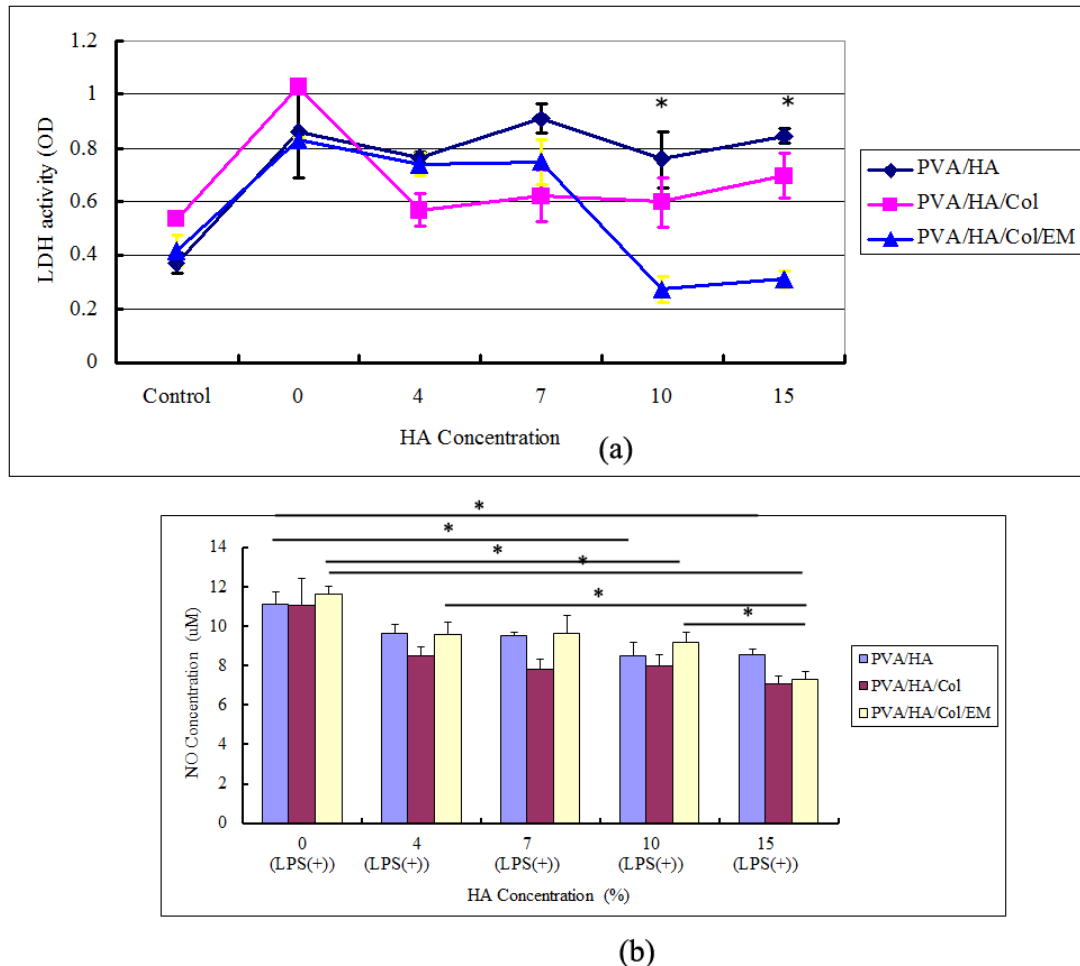 1.2
1
0.8
0.6
0.4
0.2
0
LDH activity (OD
* *
Control 0 4 7 10 15
HA Concentration
(a)
PVA/HA
PVA/HA/Col
PVA/HA/Col/EM
*
*
* *
*
*
14
12
10
8
6
4
2
0
NO Concentration (uM)
0 4 7 10 15
(LPS(+)) (LPS(+)) (LPS(+)) (LPS(+)) (LPS(+))
HA Concentration (%)
PVA/HA
PVA/HA/Col
PVA/HA/Col/EM
(b)